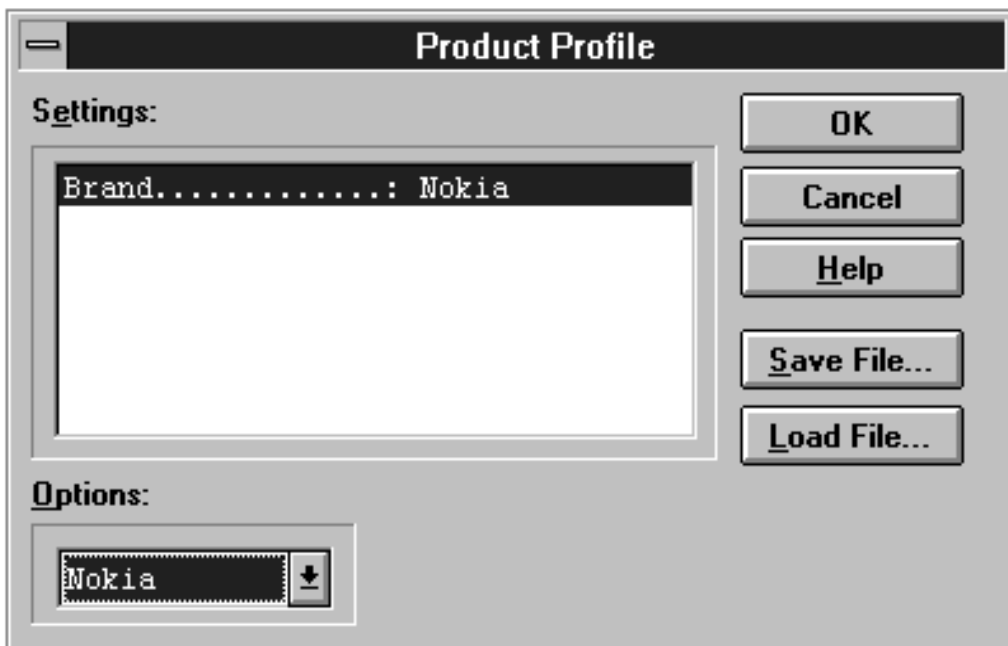 Product Profile
Settings:
Brand.............: Nokia
OK
Cancel
Help
Save File...
Load File...
Options:
Nokia